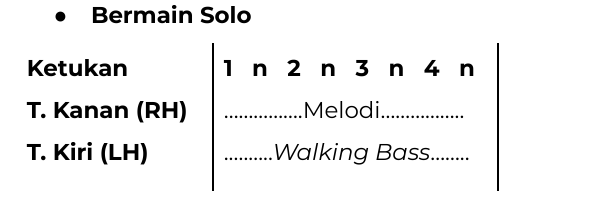 ● Bermain Solo
Ketukan 1 n 2 n 3 n 4 n
T. Kanan (RH) ................Melodi.................
T. Kiri (LH) ..........Walking Bass........